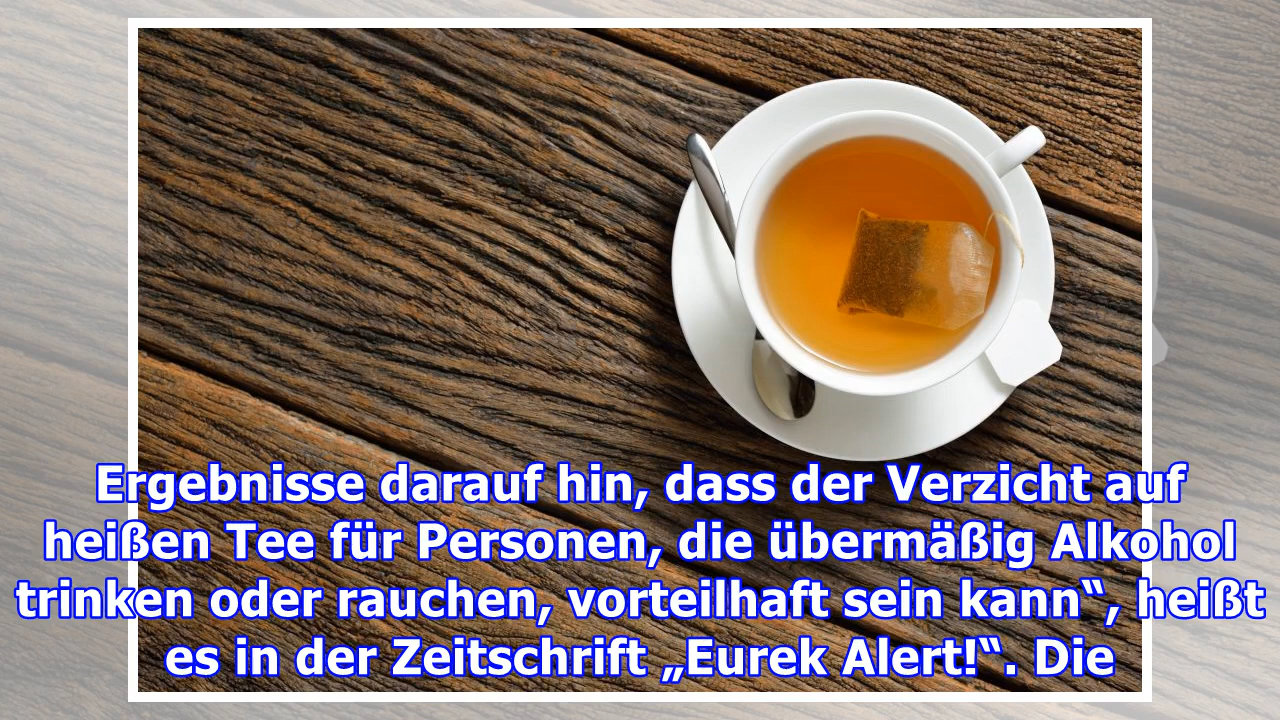 Ergebnisse darauf hin, dass der Verzicht auf
heißen Tee für Personen, die übermäßig Alkohol
trinken oder rauchen, vorteilhaft sein kann“, heißt
es in der Zeitschrift „Eurek Alert!“. Die